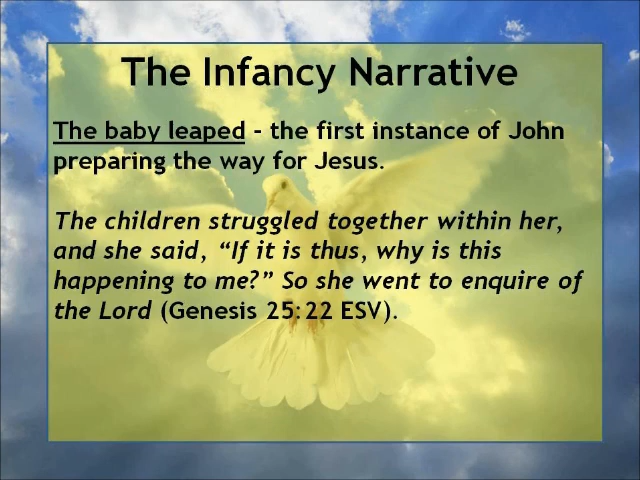 The Infancy Narrative
The baby leaped - the first instance of John
preparing the way for Jesus.
The children struggled together within her,
and she said, “If it is thus, why is this
happening to me?” So she went to enquire of
the Lord (Genesis 25:22 ESV).